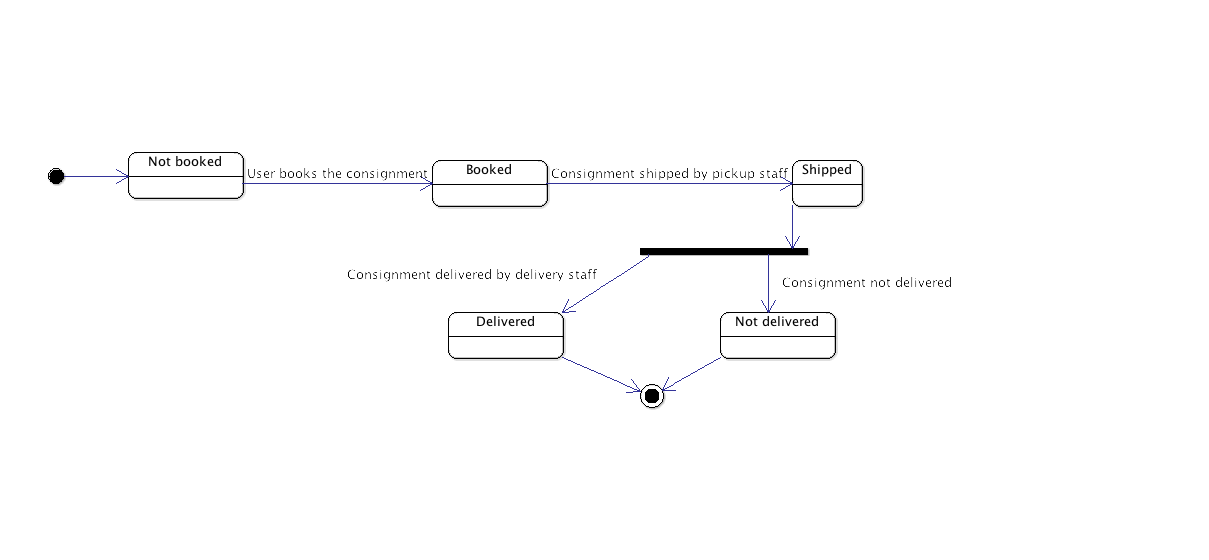 Not booked
User books the consignment
Booked
Consignment shipped by pickup staff
Shipped
Consignment delivered by delivery staff
Consignment not delivered
Delivered
Not delivered